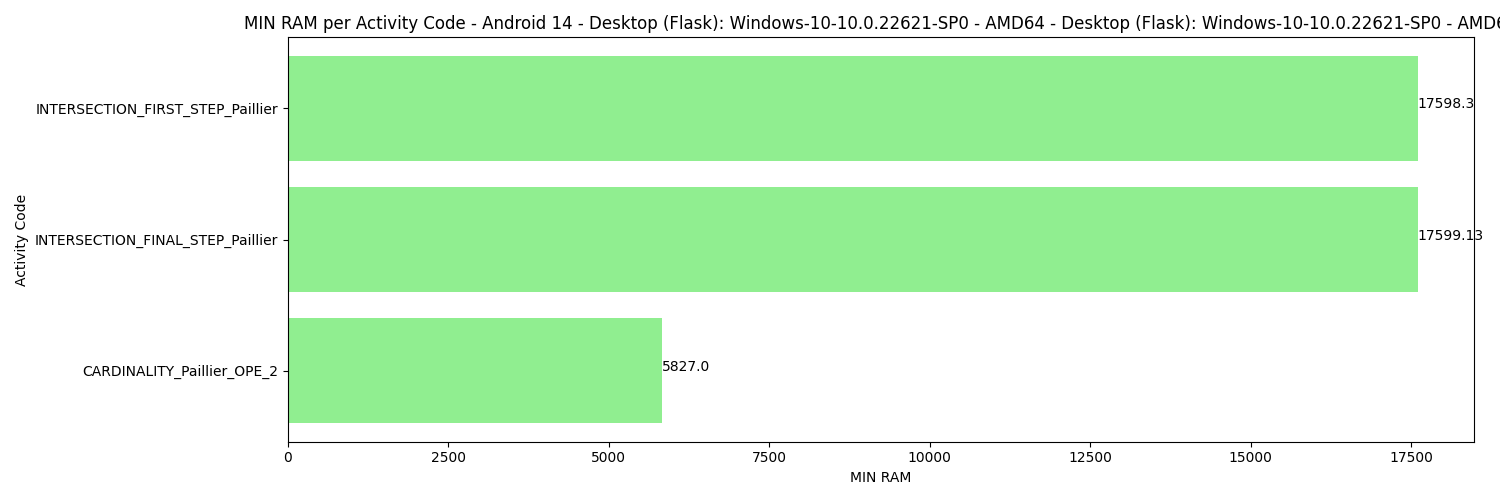 MIN RAM per Activity Code - Android 14 - Desktop (Flask): Windows-10-10.0.22621-SP0 - AMD64 - Desktop (Flask): Windows-10-10.0.22621-SP0 - AMD6
INTERSECTION_FIRST_STEP_Paillier
17598.3
INTERSECTION_FINAL_STEP_Paillier
17599.13
CARDINALITY_Paillier_OPE_2
5827.0
Activity Code
0 2500 5000 7500 10000 12500 15000 17500
MIN RAM